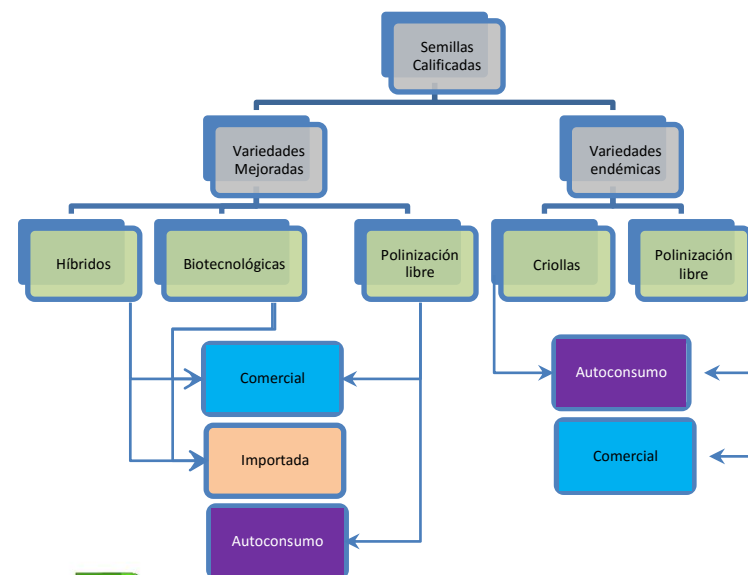 Semillas
Calificadas
Variedades
Mejoradas
Variedades
endémicas
Híbridos
Biotecnológicas
Polinización
libre
Criollas
Polinización
libre
Comercial
Autoconsumo
Importada
Comercial
Autoconsumo